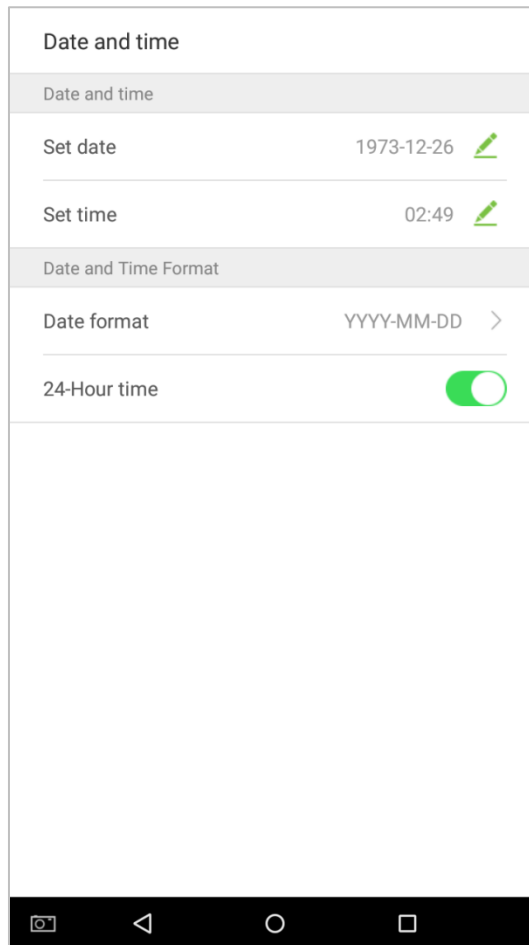 Date and time
Date and time
Set date 1973-12-26
Set time 02:49
Date and Time Format
Date format YYYY-MM-DD
24-Hour time